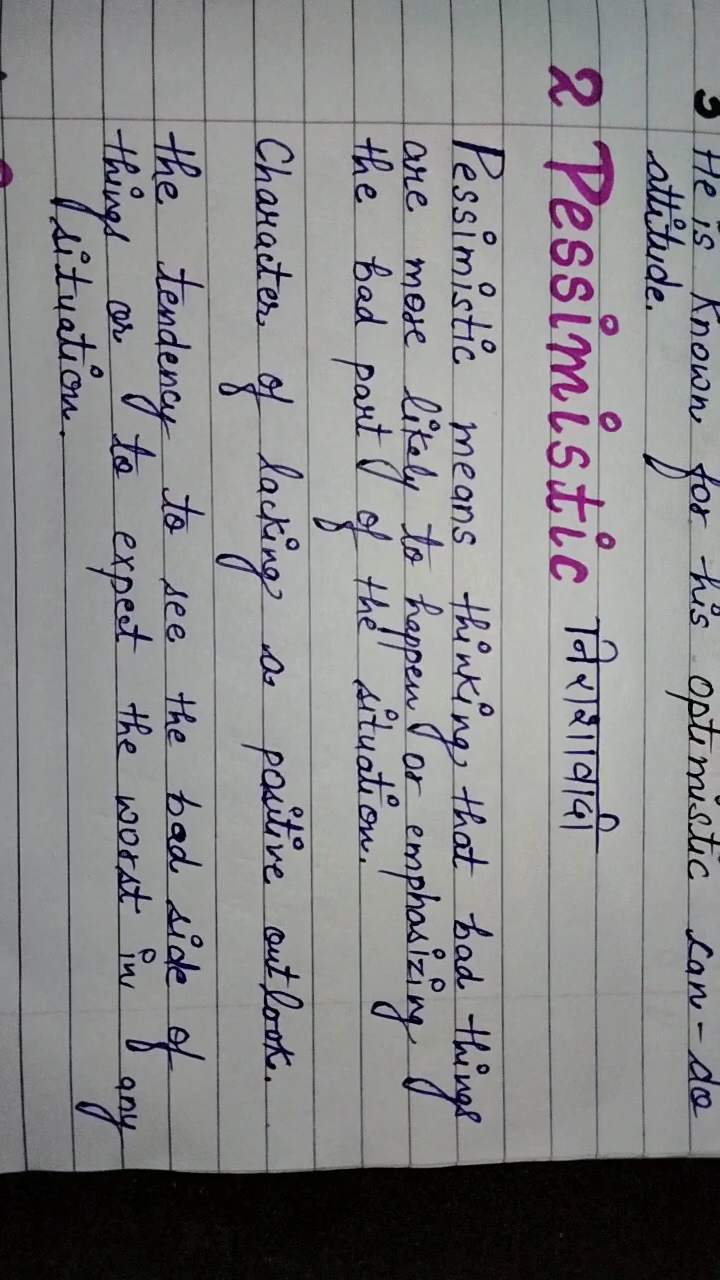 3 He is known for his optimistic can-do
attitude.
2 Pessimistic निराशावादी
Pessimistic means thinking that bad things
are more likely to happen or emphasizing
the bad part of the situation.
Character of lacking a positive outlook.
the tendency to see the bad side of
things or to expect the worst in any
situation.